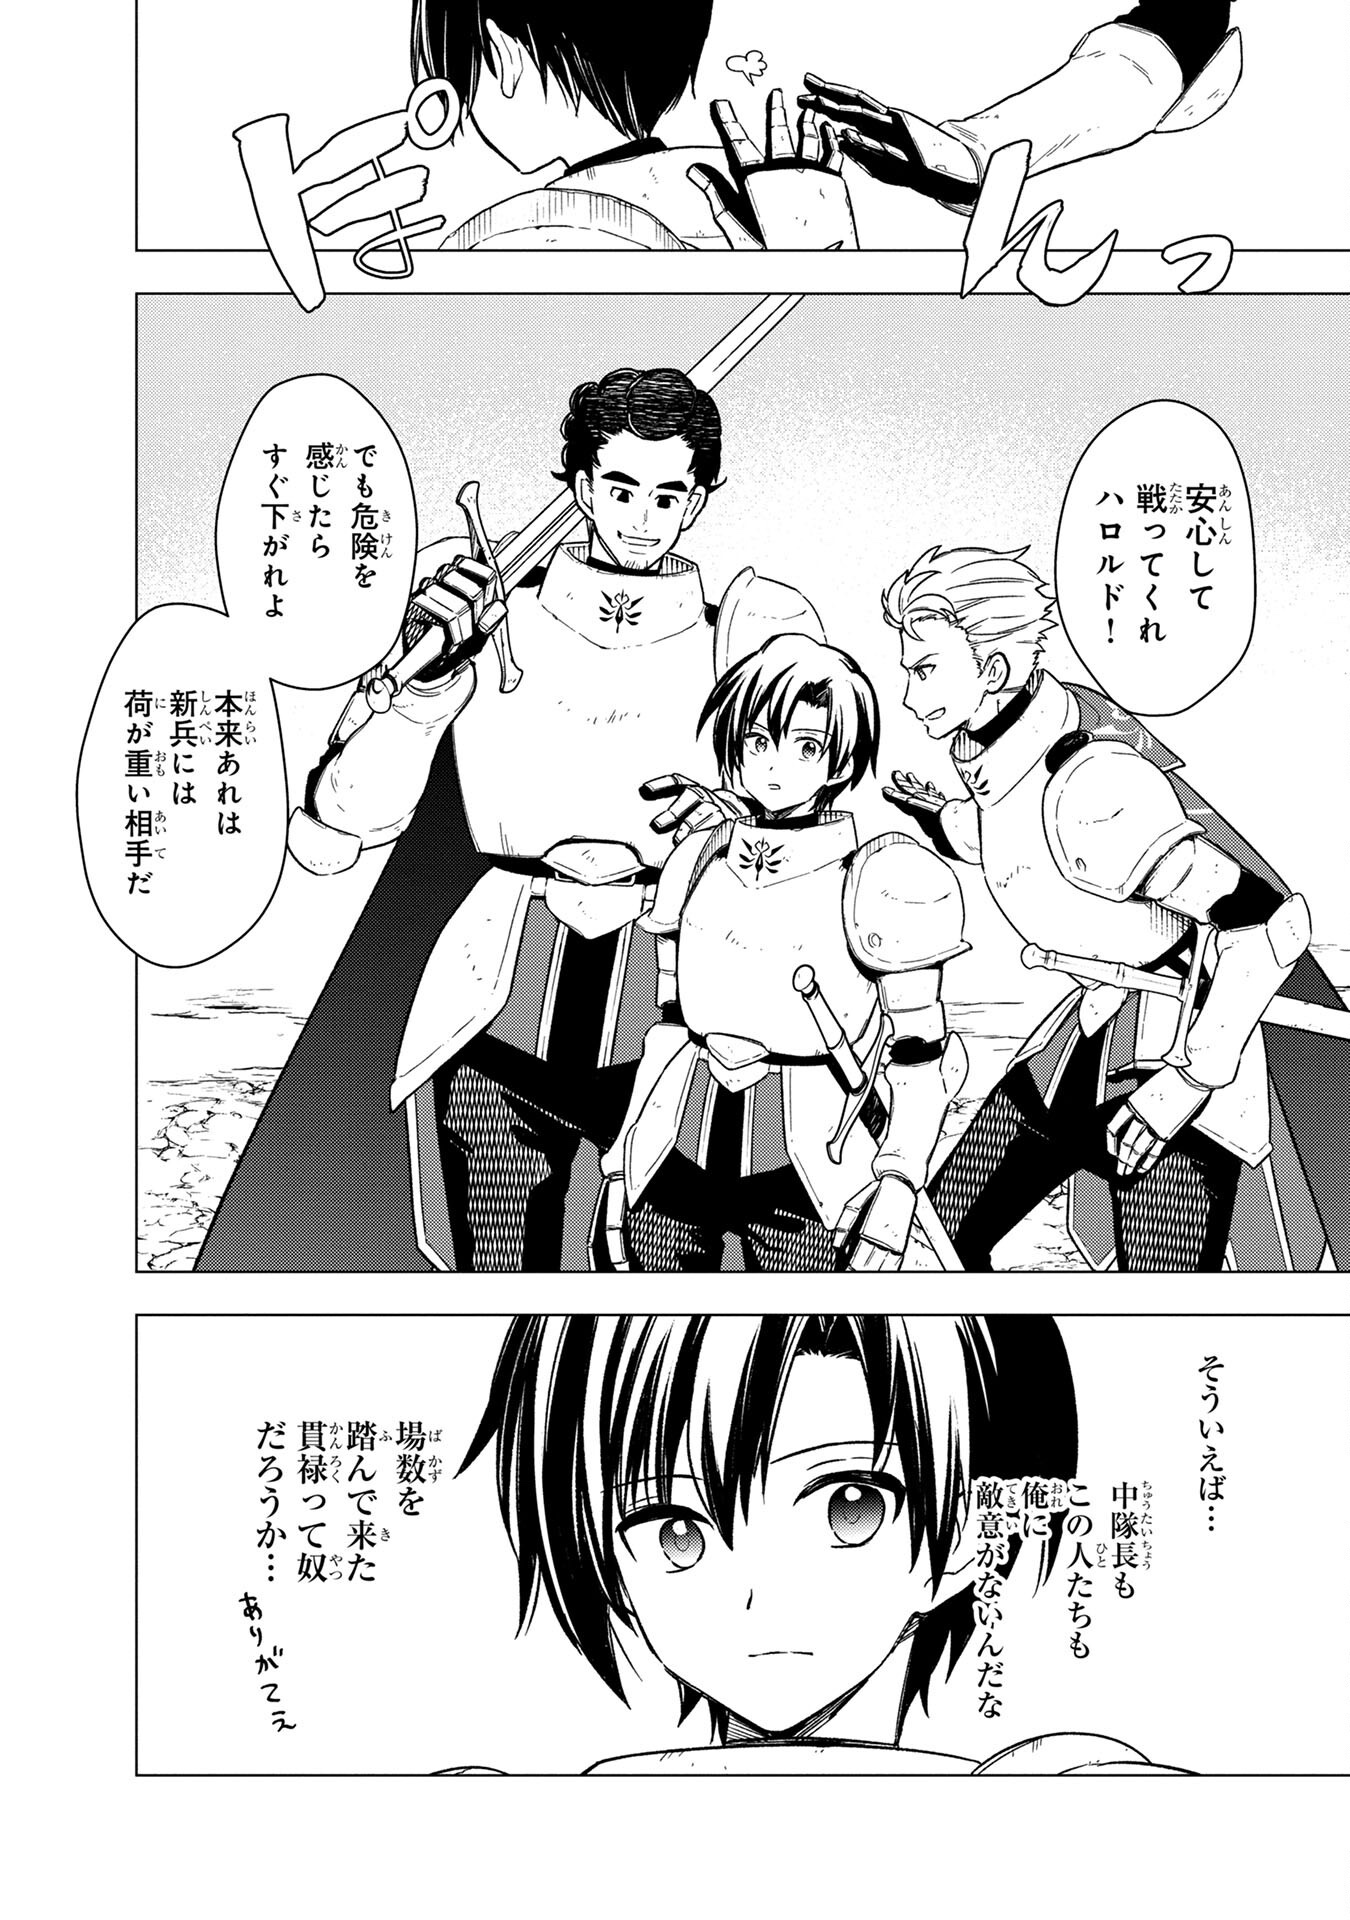 ぽんっ
安心して
戦ってくれ
ハロルド！
でも危険を
感じたら
すぐ下がれよ
本来あれは
新兵には
荷が重い相手だ
そういえば…
中隊長も
この人たちも
俺に
敵意がないんだな
場数を
踏んで来た
貫禄って奴
だろうか…
ありがてぇ